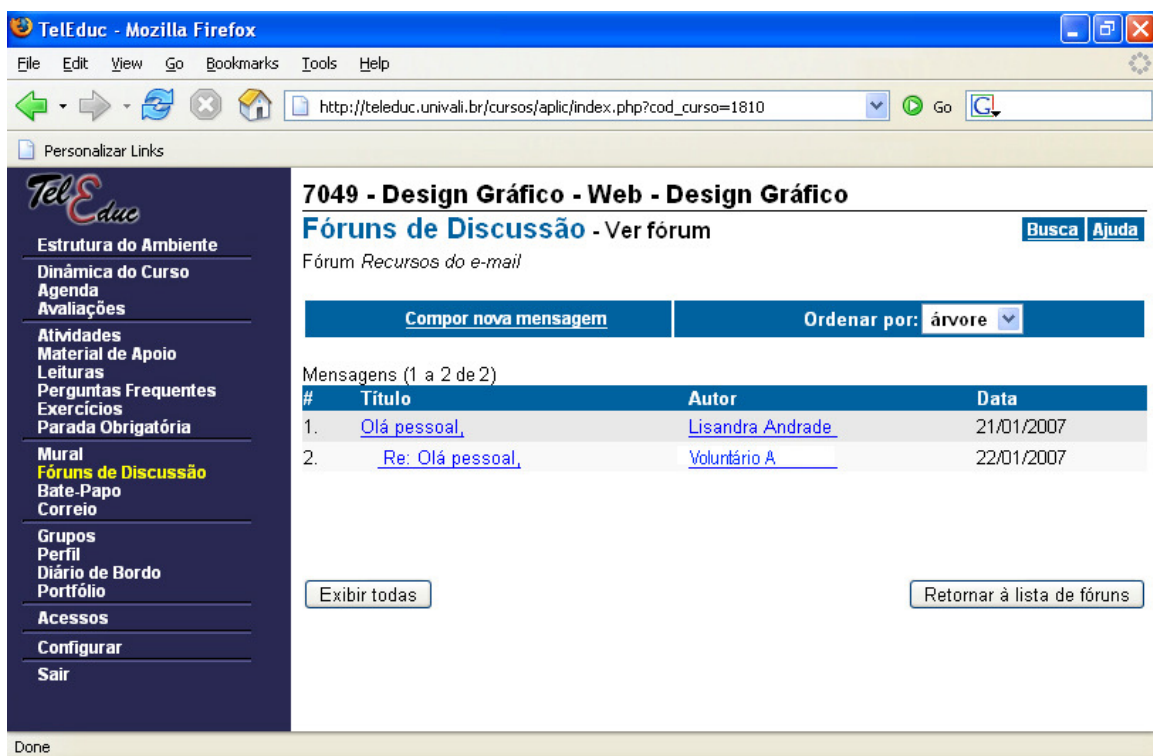 TelEduc - Mozilla Firefox
File Edit View Go Bookmarks Tools Help
http://teleduc.univali.br/cursos/aplic/index.php?cod_curso=1810 Go G
Personalizar Links
TelEduc
Estrutura do Ambiente
Dinâmica do Curso
Agenda
Avaliações
Atividades
Material de Apoio
Leituras
Perguntas Frequentes
Exercícios
Parada Obrigatória
Mural
Fóruns de Discussão
Bate-Papo
Correio
Grupos
Perfil
Diário de Bordo
Portfólio
Acessos
Configurar
Sair
7049 - Design Gráfico - Web - Design Gráfico
Fóruns de Discussão - Ver fórum Busca Ajuda
Fórum Recursos do e-mail
Compor nova mensagem Ordenar por: árvore
Mensagens (1 a 2 de 2)
# Título Autor Data
1. Olá pessoal, Lisandra Andrade 21/01/2007
2. Re: Olá pessoal, Voluntário A 22/01/2007
Exibir todas Retornar à lista de fóruns
Done